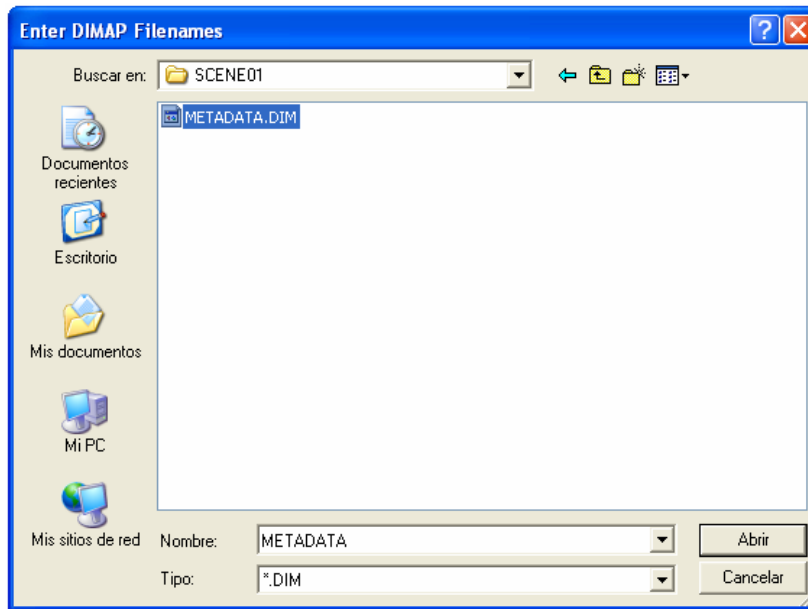 Enter DIMAP Filenames
Buscar en: SCENE01
METADATA.DIM
Documentos
recientes
Escritorio
Mis documentos
Mi PC
Mis sitios de red
Nombre: METADATA Abrir
Tipo: *.DIM Cancelar